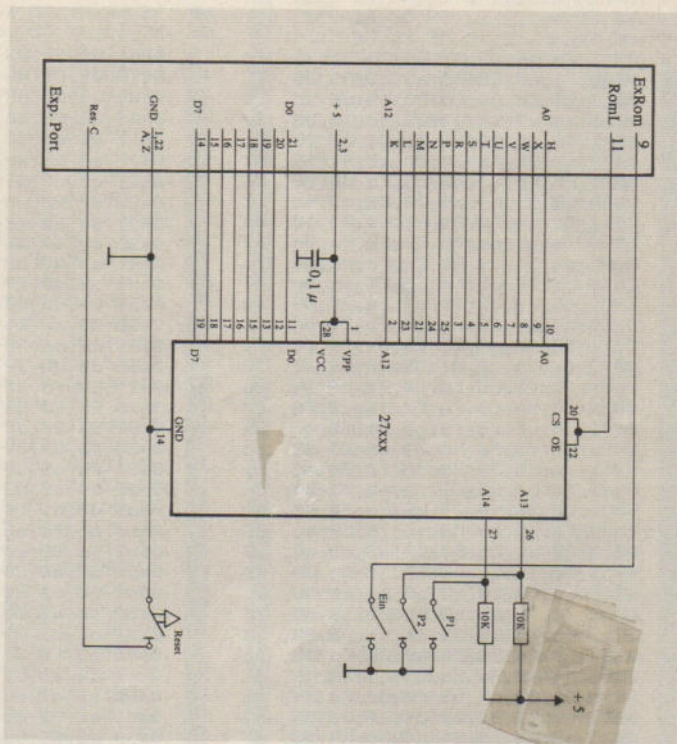 ExRom 9
RomL 11
A0 H
X
W
V
U
T
S
R
P
N
M
L
A12 K
+5 2,3
D0 21
20
19
18
17
16
15
D7 14
GND 1,22
A, Z
Res. C
Exp. Port
0,1 µ
10
9
8
7
6
5
4
3
25
24
21
23
2
1
28
11
12
13
15
16
17
18
19
A0
A12
VPP
VCC
D0
D7
GND
14
27xxx
20
CS OE
22
A14
A13
27
26
10K
10K
+5
P1
P2
Ein
Reset